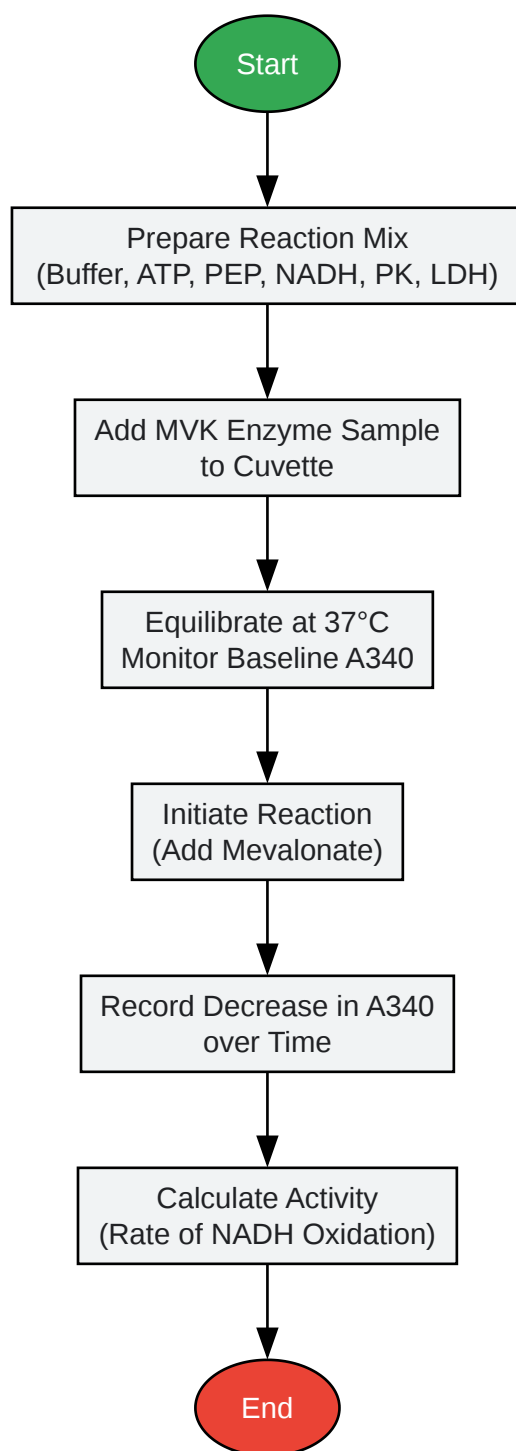 Start
Prepare Reaction Mix
(Buffer, ATP, PEP, NADH, PK, LDH)
Add MVK Enzyme Sample
to Cuvette
Equilibrate at 37°C
Monitor Baseline A340
Initiate Reaction
(Add Mevalonate)
Record Decrease in A340
over Time
Calculate Activity
(Rate of NADH Oxidation)
End